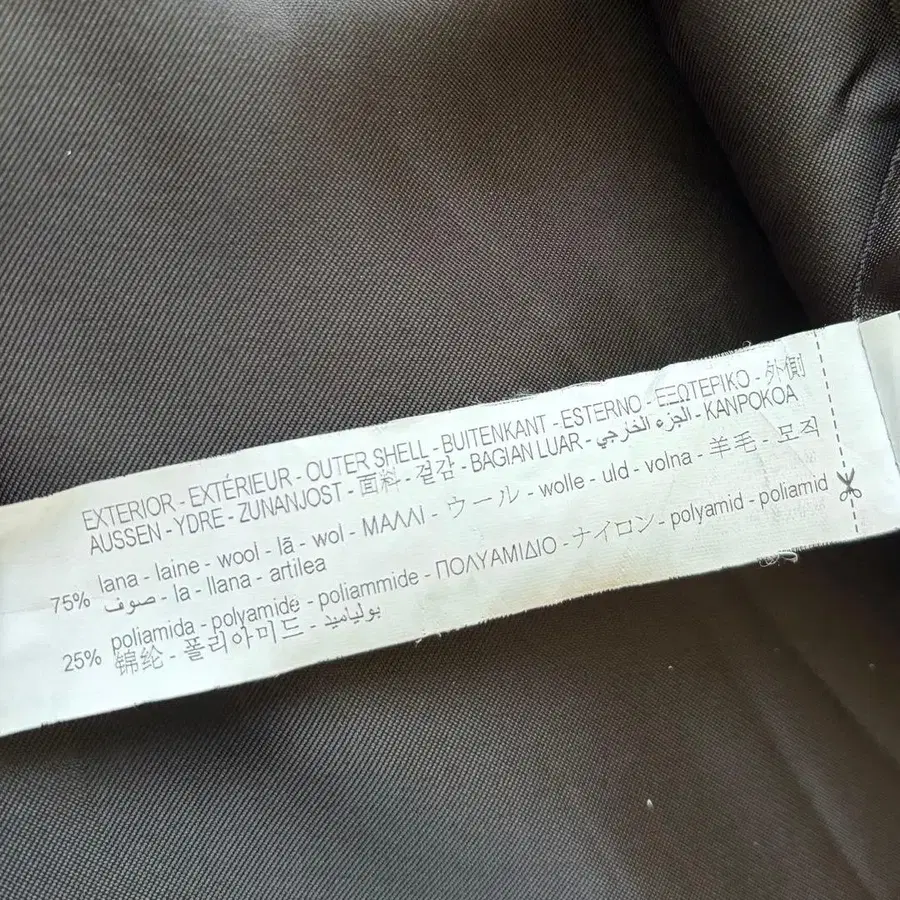 EXTERIOR - EXTÉRIEUR - OUTER SHELL - BUITENKANT - ESTERNO - ΕΞΩΤΕΡΙΚΟ - 外側
AUSSEN - YDRE - ZUNANJOST - 面料 - 겉감 - BAGIAN LUAR - الجزء الخرجي - KANPOKOA
75% lana - laine - wool - lã - wol - ΜΑΛΛΙ - ウール - wolle - uld - volna - 羊毛 - 모직
صوف - la - llana - artilea
25% poliamida - polyamide - poliammide - ΠΟΛΥΑΜΙΔΙΟ - ナイロン - polyamid - poliamid
锦纶 - 폴리아미드 - بولياميد